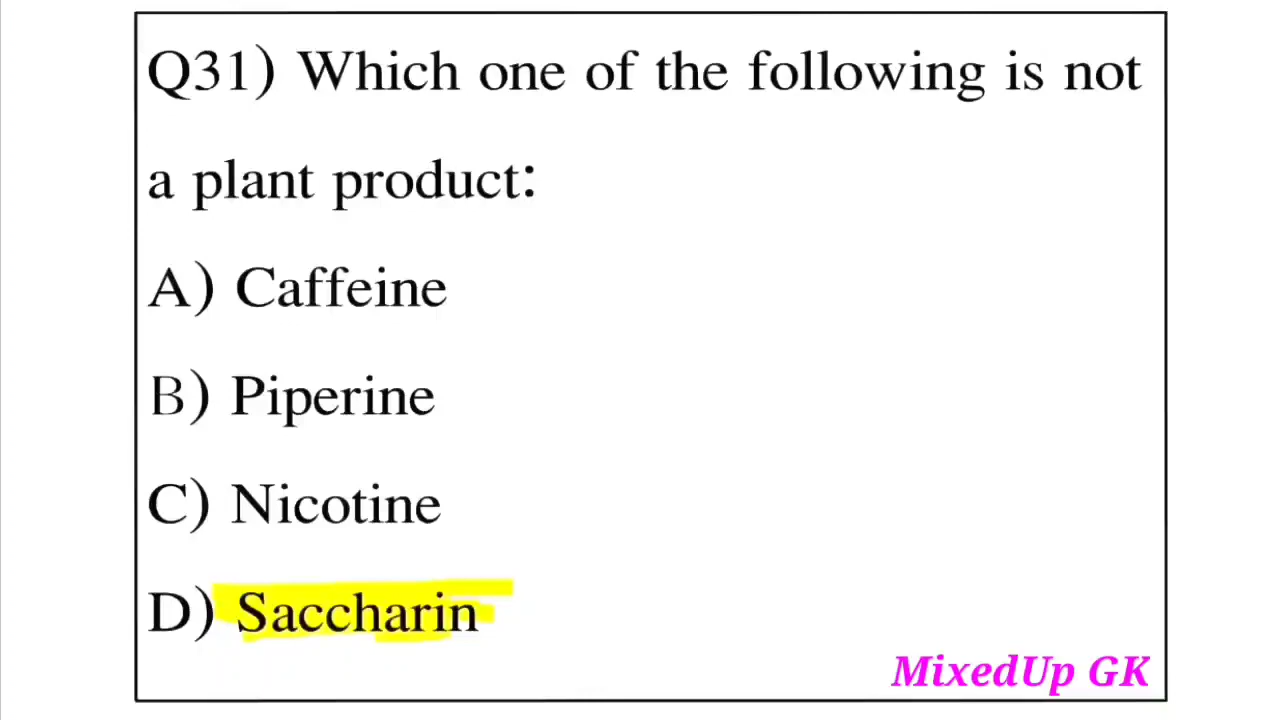 Q31) Which one of the following is not
a plant product:
A) Caffeine
B) Piperine
C) Nicotine
D) Saccharin
MixedUp GK